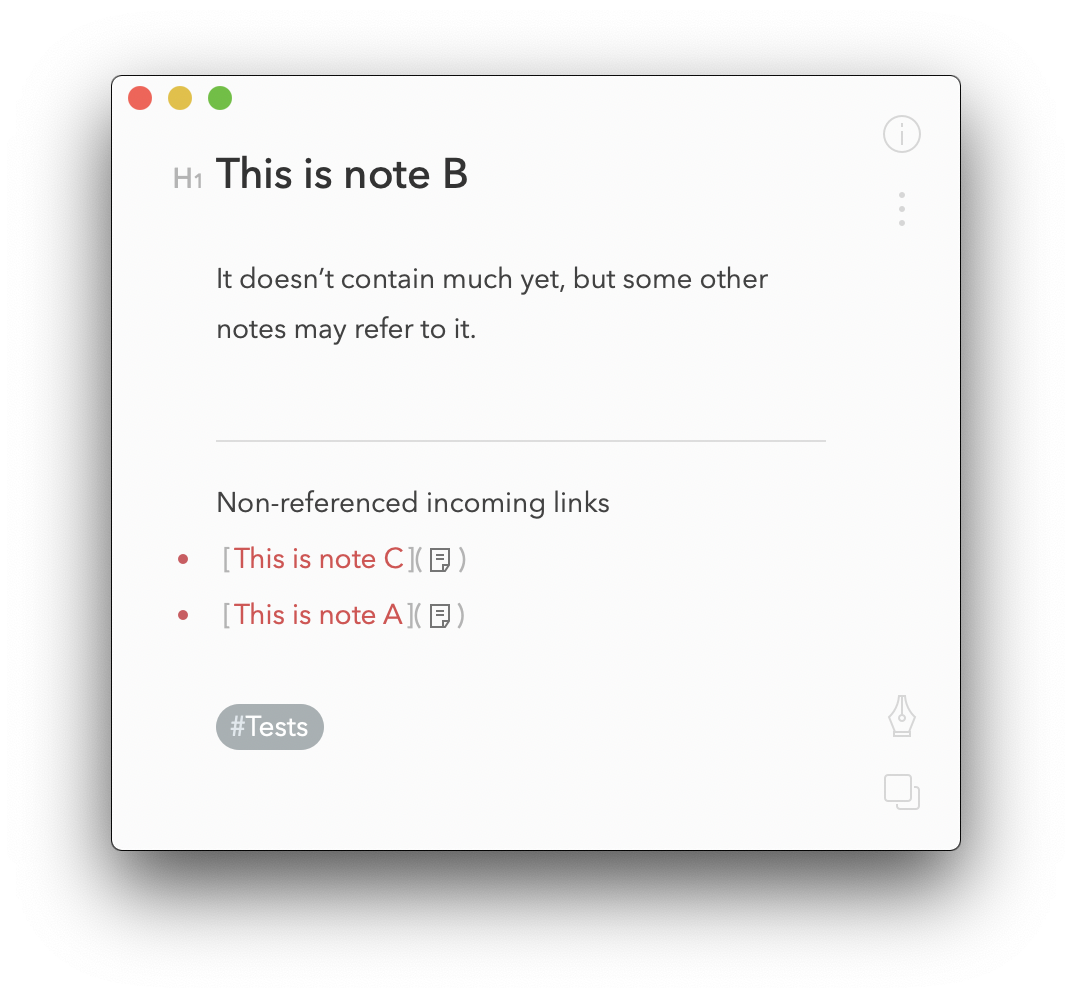 H1 This is note B
It doesn’t contain much yet, but some other
notes may refer to it.
Non-referenced incoming links
• [This is note C]( )
• [This is note A]( )
#Tests